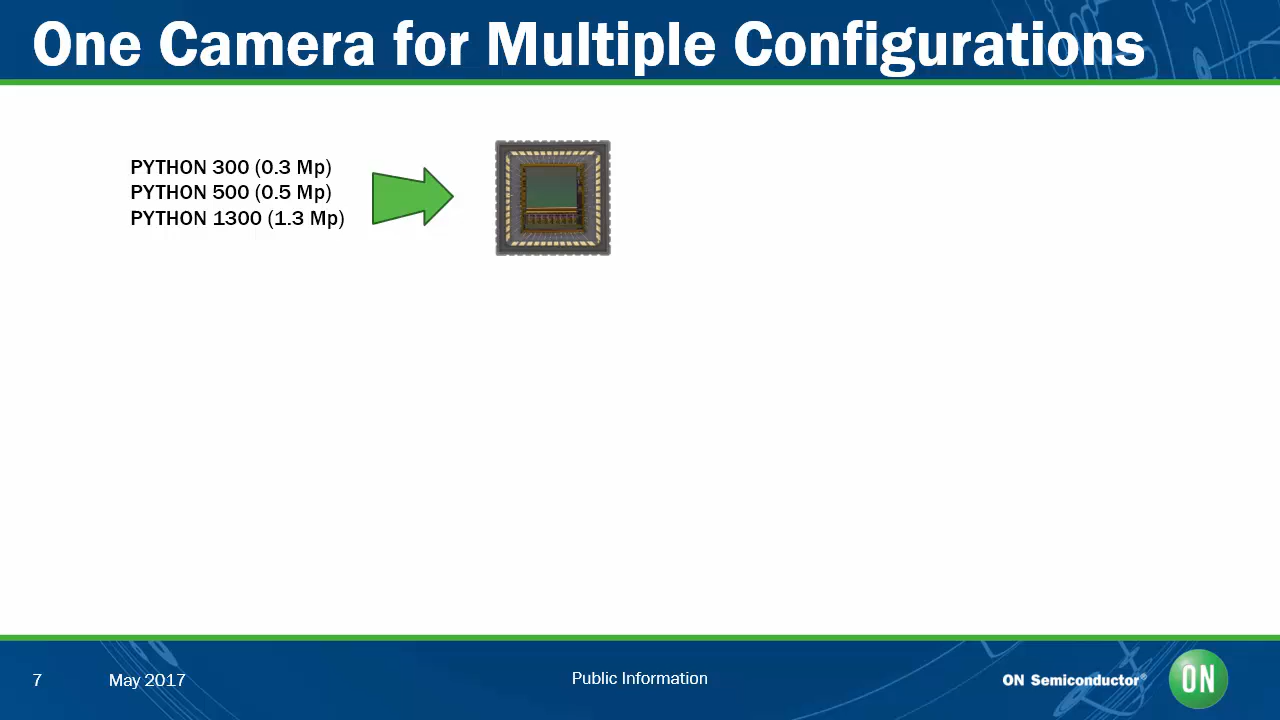 One Camera for Multiple Configurations
PYTHON 300 (0.3 Mp)
PYTHON 500 (0.5 Mp)
PYTHON 1300 (1.3 Mp)
7
May 2017
Public Information
ON Semiconductor®
ON